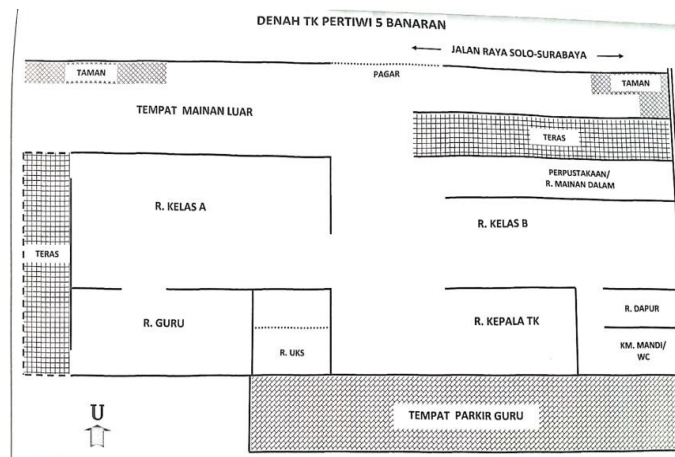 DENAH TK PERTIWI 5 BANARAN
JALAN RAYA SOLO-SURABAYA
TAMAN
PAGAR
TAMAN
TEMPAT MAINAN LUAR
TERAS
PERPUSTAKAAN/
R. MAINAN DALAM
R. KELAS A
R. KELAS B
TERAS
R. DAPUR
R. GURU
R. KEPALA TK
R. UKS
KM. MANDI/
WC
U
TEMPAT PARKIR GURU